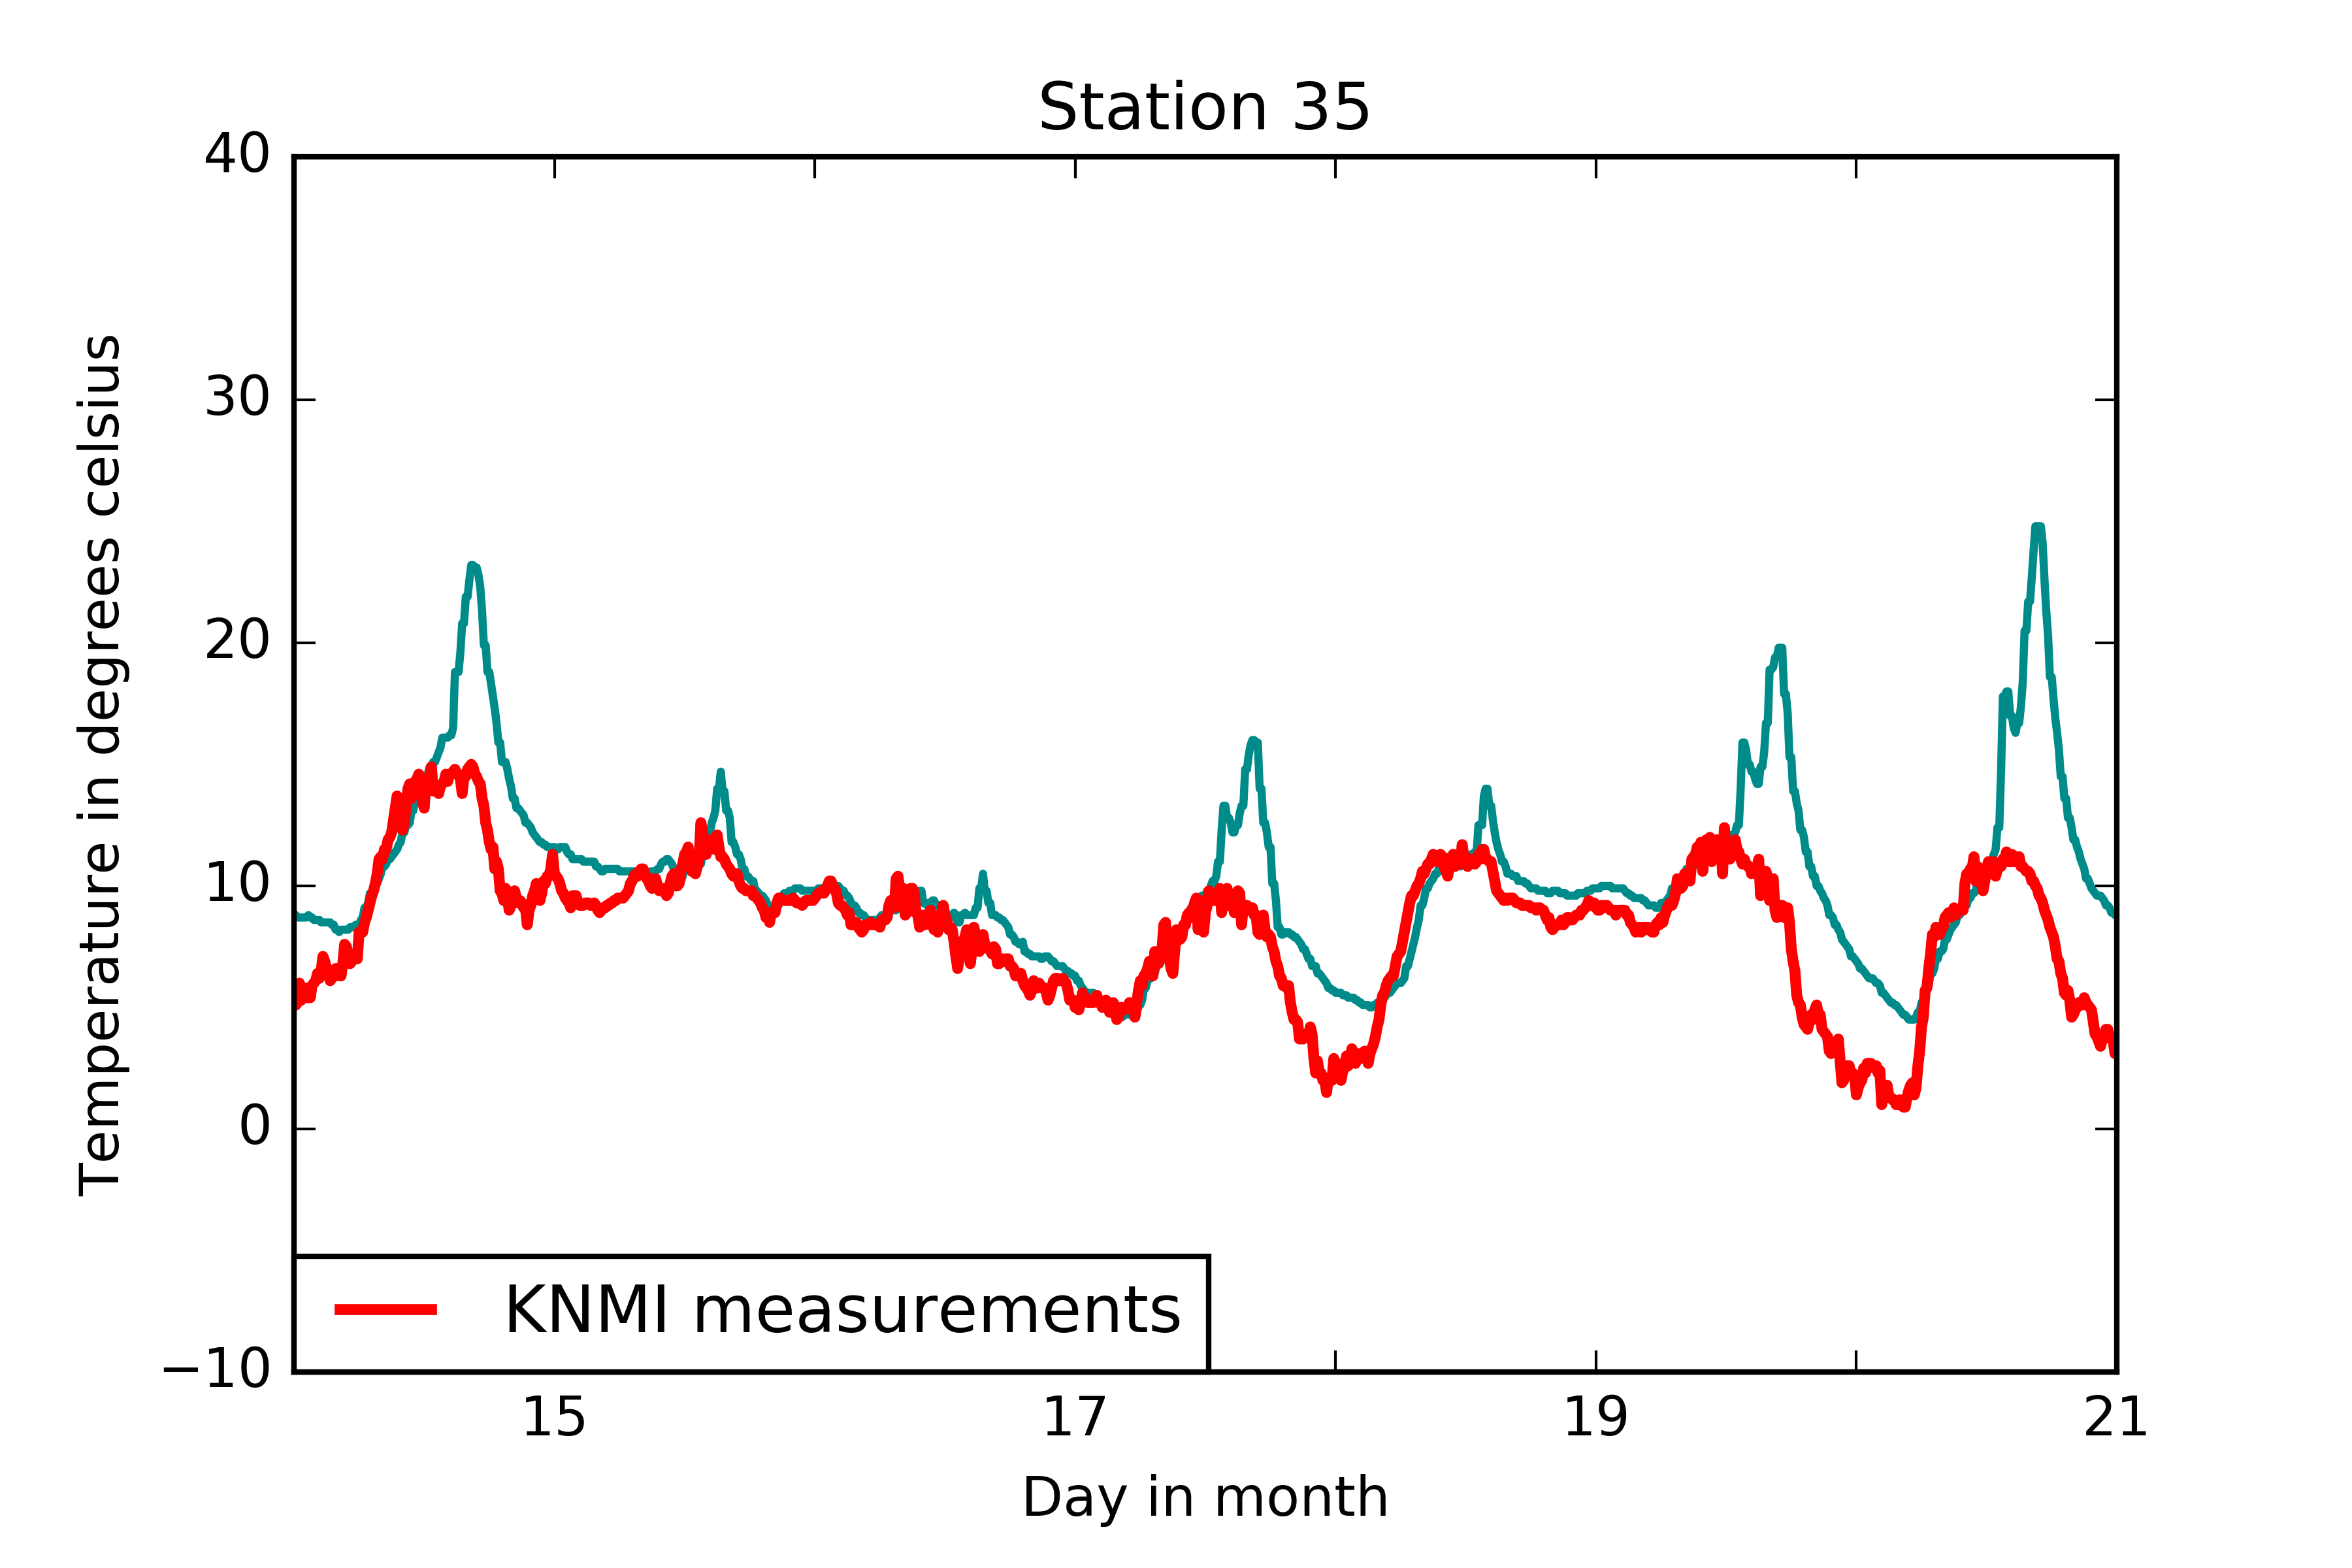 Station 35
40
30
20
10
0
−10
Temperature in degrees celsius
KNMI measurements
15 17 19 21
Day in month